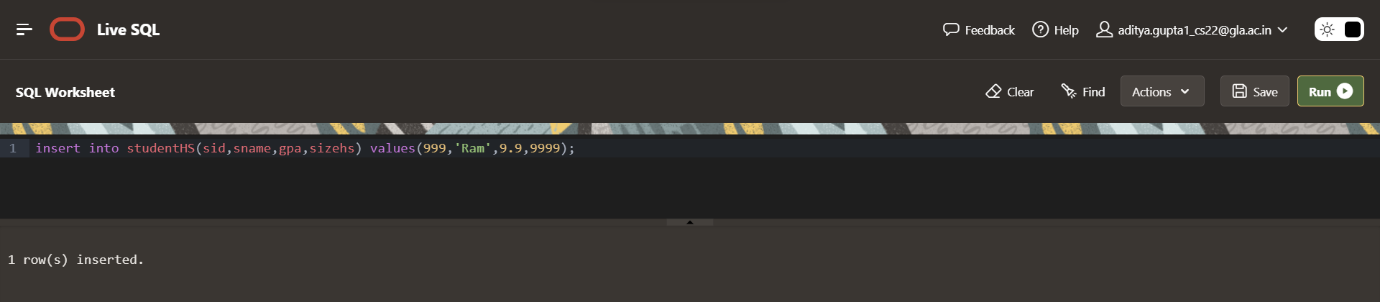 Live SQL
Feedback
Help
aditya.gupta1_cs22@gla.ac.in
SQL Worksheet
Clear
Find
Actions
Save
Run
1 insert into studentHS(sid,sname,gpa,sizehs) values(999,'Ram',9.9,9999);
1 row(s) inserted.